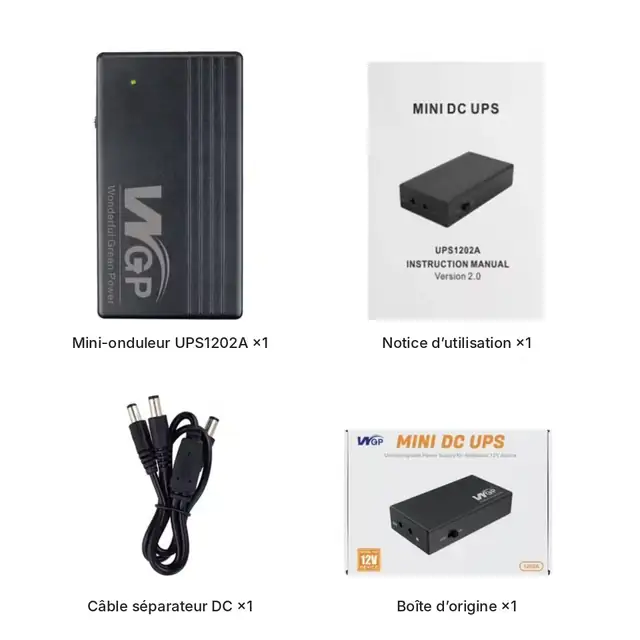 WGP
Wonderful Green Power
MINI DC UPS
UPS1202A
INSTRUCTION MANUAL
Version 2.0
Mini-onduleur UPS1202A ×1
Notice d’utilisation ×1
WGP
MINI DC UPS
WGP
12V
Câble séparateur DC ×1
Boîte d’origine ×1